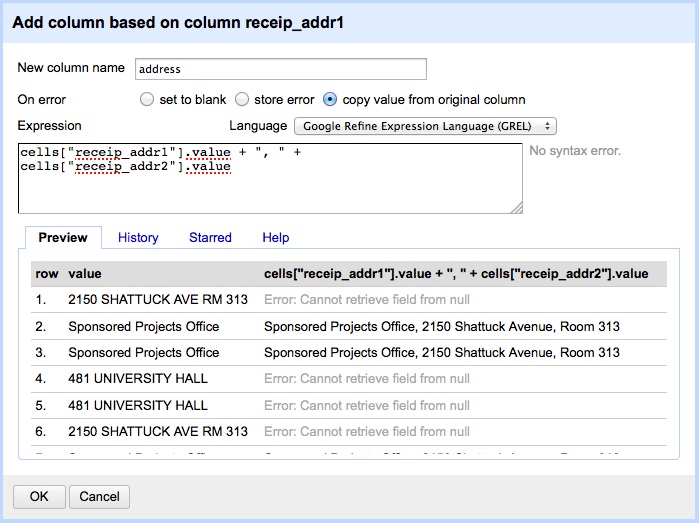 Add column based on column receip_addr1
New column name address
On error set to blank store error copy value from original column
Expression Language Google Refine Expression Language (GREL)
cells["receip_addr1"].value + ", " +
cells["receip_addr2"].value
No syntax error.
Preview History Starred Help
row value cells["receip_addr1"].value + ", " + cells["receip_addr2"].value
1. 2150 SHATTUCK AVE RM 313 Error: Cannot retrieve field from null
2. Sponsored Projects Office Sponsored Projects Office, 2150 Shattuck Avenue, Room 313
3. Sponsored Projects Office Sponsored Projects Office, 2150 Shattuck Avenue, Room 313
4. 481 UNIVERSITY HALL Error: Cannot retrieve field from null
5. 481 UNIVERSITY HALL Error: Cannot retrieve field from null
6. 2150 SHATTUCK AVE RM 313 Error: Cannot retrieve field from null
OK Cancel